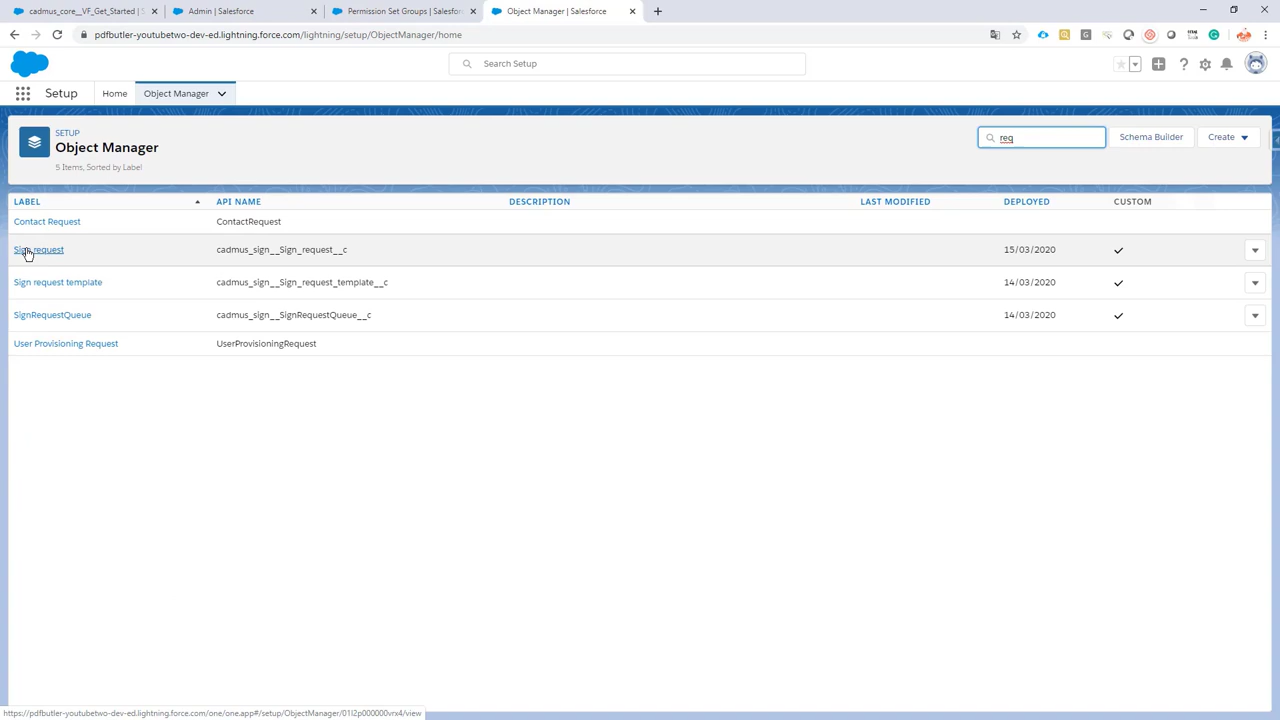 cadmus_core__VF_Get_Started | S
Admin | Salesforce
Permission Set Groups | Salesforc
Object Manager | Salesforce
pdfbutler-youtubetwo-dev-ed.lightning.force.com/lightning/setup/ObjectManager/home
Search Setup
Setup
Home
Object Manager
SETUP
Object Manager
5 Items, Sorted by Label
req
Schema Builder
Create
LABEL API NAME DESCRIPTION LAST MODIFIED DEPLOYED CUSTOM
Contact Request ContactRequest
Sign request cadmus_sign__Sign_request__c 15/03/2020
Sign request template cadmus_sign__Sign_request_template__c 14/03/2020
SignRequestQueue cadmus_sign__SignRequestQueue__c 14/03/2020
User Provisioning Request UserProvisioningRequest
https://pdfbutler-youtubetwo-dev-ed.lightning.force.com/one/one.app#/setup/ObjectManager/01I2p000000vrx4/view